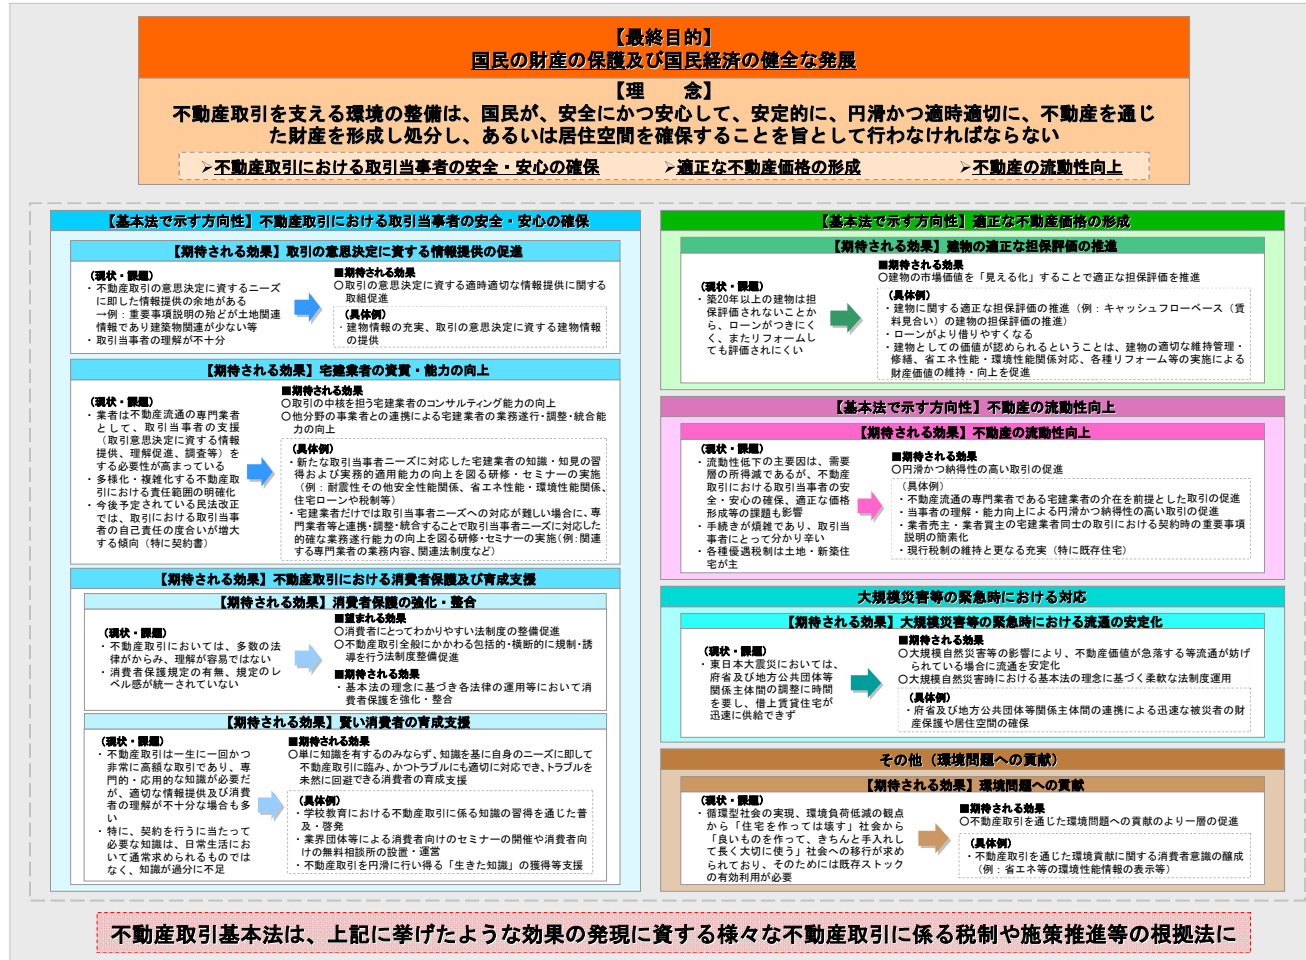 【最終目的】
国民の財産の保護及び国民経済の健全な発展
【理　　念】
不動産取引を支える環境の整備は、国民が、安全にかつ安心して、安定的に、円滑かつ適時適切に、不動産を通じ
た財産を形成し処分し、あるいは居住空間を確保することを旨として行わなければならない
➢不動産取引における取引当事者の安全・安心の確保　➢適正な不動産価格の形成　➢不動産の流動性向上
【基本法で示す方向性】不動産取引における取引当事者の安全・安心の確保
【期待される効果】取引の意思決定に資する情報提供の促進
（現状・課題）
・不動産取引の意思決定に資するニーズ
に即した情報提供の余地がある
→例：重要事項説明の殆どが土地関連
情報であり建築物関連が少ない等
・取引当事者の理解が不十分
■期待される効果
〇取引の意思決定に資する適時適切な情報提供に関する
取組促進
（具体例）
・建物情報の充実、取引の意思決定に資する建物情報
の提供
【期待される効果】宅建業者の資質・能力の向上
（現状・課題）
・業者は不動産流通の専門業者
として、取引当事者の支援
（取引意思決定に資する情報
提供、理解促進、調査等）を
する必要性が高まっている
・多様化・複雑化する不動産取
引における責任範囲の明確化
・今後予定されている民法改正
では、取引における取引当事
者の自己責任の度合いが増大
する傾向（特に契約書）
■期待される効果
〇取引の中核を担う宅建業者のコンサルティング能力の向上
〇他分野の事業者との連携による宅建業者の業務遂行・調整・統合能
力の向上
（具体例）
・新たな取引当事者ニーズに対応した宅建業者の知識・知見の習
得および実務的適用能力の向上を図る研修・セミナーの実施
（例：耐震性その他安全性能関係、省エネ性能・環境性能関係、
住宅ローンや税制等）
・宅建業者だけでは取引当事者ニーズへの対応が難しい場合に、専
門業者等と連携・調整・統合することで取引当事者ニーズに対応した
的確な業務遂行能力の向上を図る研修・セミナーの実施（例：関連
する専門業者の業務内容、関連法制度など）
【期待される効果】不動産取引における消費者保護及び育成支援
【期待される効果】消費者保護の強化・整合
（現状・課題）
・不動産取引においては、多数の法
律がからみ、理解が容易ではない
・消費者保護規定の有無、規定のレ
ベル感が統一されていない
■望まれる効果
〇消費者にとってわかりやすい法制度の整備促進
〇不動産取引全般にかかわる包括的・横断的に規制・誘
導を行う法制度整備促進
■期待される効果
・基本法の理念に基づき各法律の運用等において消
費者保護を強化・整合
【期待される効果】賢い消費者の育成支援
（現状・課題）
・不動産取引は一生に一回かつ
非常に高額な取引であり、専
門的・応用的な知識が必要だ
が、適切な情報提供及び消費
者の理解が不十分な場合も多
い
・特に、契約を行うに当たって
必要な知識は、日常生活にお
いて通常求められるものでは
なく、知識が過分に不足
■期待される効果
〇単に知識を有するのみならず、知識を基に自身のニーズに即して
不動産取引に臨み、かつトラブルにも適切に対応でき、トラブルを
未然に回避できる消費者の育成支援
（具体例）
・学校教育における不動産取引に係る知識の習得を通じた普
及・啓発
・業界団体等による消費者向けのセミナーの開催や消費者向
けの無料相談所の設置・運営
・不動産取引を円滑に行い得る「生きた知識」の獲得等支援
【基本法で示す方向性】適正な不動産価格の形成
【期待される効果】建物の適正な担保評価の推進
（現状・課題）
・築20年以上の建物は担
保評価されないことか
ら、ローンがつきにく
く、またリフォームし
ても評価されにくい
■期待される効果
〇建物の市場価値を「見える化」することで適正な担保評価を推進
（具体例）
・建物に関する適正な担保評価の推進（例：キャッシュフローベース（賃
料見合い）の建物の担保評価の推進）
・ローンがより借りやすくなる
・建物としての価値が認められるということは、建物の適切な維持管理・
修繕、省エネ性能・環境性能関係対応、各種リフォーム等の実施による
財産価値の維持・向上を促進
【基本法で示す方向性】不動産の流動性向上
【期待される効果】不動産の流動性向上
（現状・課題）
・流動性低下の主要因は、需要
層の所得減であるが、不動産
取引における取引当事者の安
全・安心の確保、適正な価格
形成等の課題も影響
・手続きが煩雑であり、取引当
事者にとって分かり辛い
・各種優遇税制は土地・新築住
宅が主
■期待される効果
〇円滑かつ納得性の高い取引の促進
（具体例）
・不動産流通の専門業者である宅建業者の介在を前提とした取引の促進
・当事者の理解・能力向上による円滑かつ納得性の高い取引の促進
・業者売主・業者買主の宅建業者同士の取引における契約時の重要事項
説明の簡素化
・現行税制の維持と更なる充実（特に既存住宅）
大規模災害等の緊急時における対応
【期待される効果】大規模災害等の緊急時における流通の安定化
（現状・課題）
・東日本大震災においては、
府省及び地方公共団体等
関係主体間の調整に時間
を要し、借上賃貸住宅が
迅速に供給できず
■期待される効果
〇大規模自然災害等の影響により、不動産価値が急落する等流通が妨げ
られている場合に流通を安定化
〇大規模自然災害時における基本法の理念に基づく柔軟な法制度運用
（具体例）
・府省及び地方公共団体等関係主体間の連携による迅速な被災者の財
産保護や居住空間の確保
その他（環境問題への貢献）
【期待される効果】環境問題への貢献
（現状・課題）
・循環型社会の実現、環境負荷低減の観点
から「住宅を作っては壊す」社会から
「良いものを作って、きちんと手入れし
て長く大切に使う」社会への移行が求め
られており、そのためには既存ストック
の有効利用が必要
■期待される効果
〇不動産取引を通じた環境問題への貢献のより一層の促進
（具体例）
・不動産取引を通じた環境貢献に関する消費者意識の醸成
（例：省エネ等の環境性能情報の表示等）
不動産取引基本法は、上記に挙げたような効果の発現に資する様々な不動産取引に係る税制や施策推進等の根拠法に